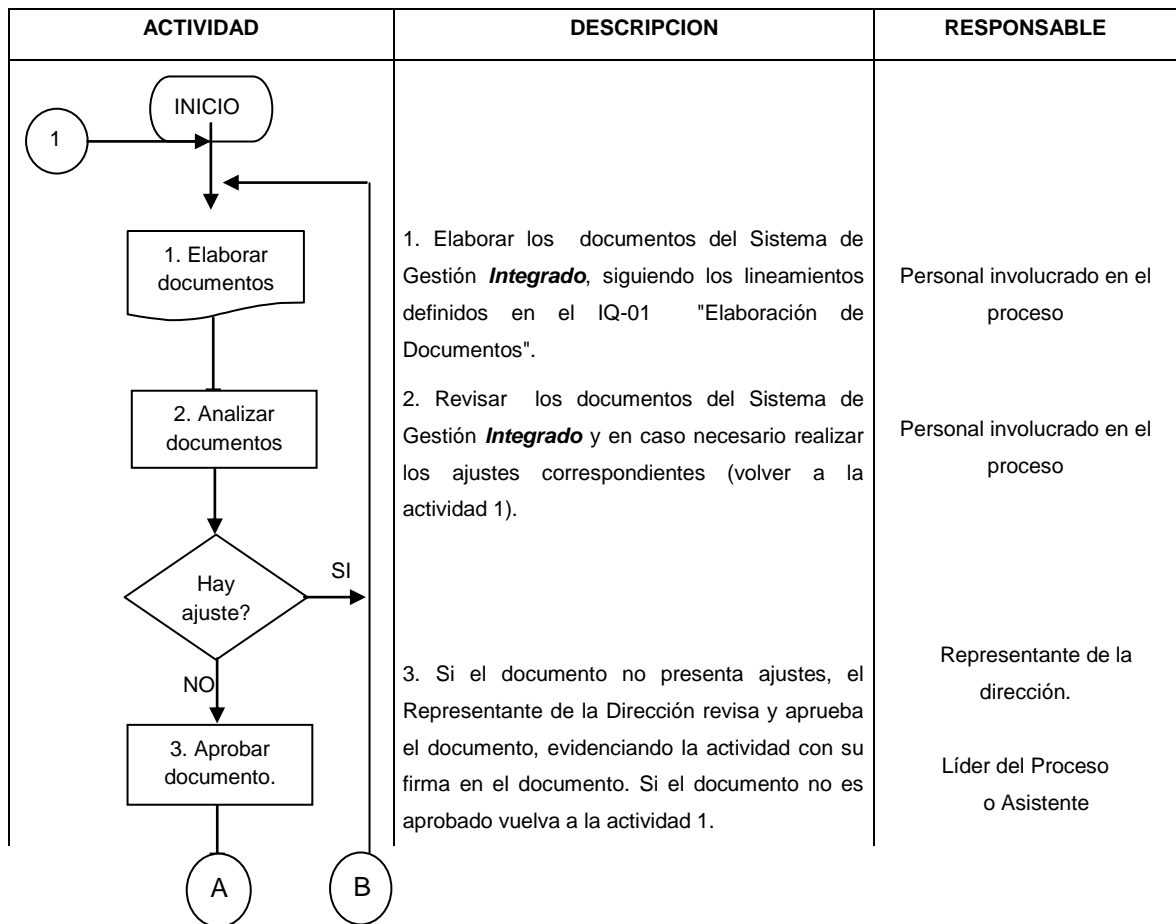 ACTIVIDAD
DESCRIPCION
RESPONSABLE
INICIO
1
1. Elaborar
documentos
1. Elaborar los documentos del Sistema de
Gestión Integrado, siguiendo los lineamientos
definidos en el IQ-01 "Elaboración de
Documentos".
Personal involucrado en el
proceso
2. Analizar
documentos
2. Revisar los documentos del Sistema de
Gestión Integrado y en caso necesario realizar
los ajustes correspondientes (volver a la
actividad 1).
Personal involucrado en el
proceso
Hay
ajuste?
SI
NO
3. Aprobar
documento.
3. Si el documento no presenta ajustes, el
Representante de la Dirección revisa y aprueba
el documento, evidenciando la actividad con su
firma en el documento. Si el documento no es
aprobado vuelva a la actividad 1.
Representante de la
dirección.
Líder del Proceso
o Asistente
A
B